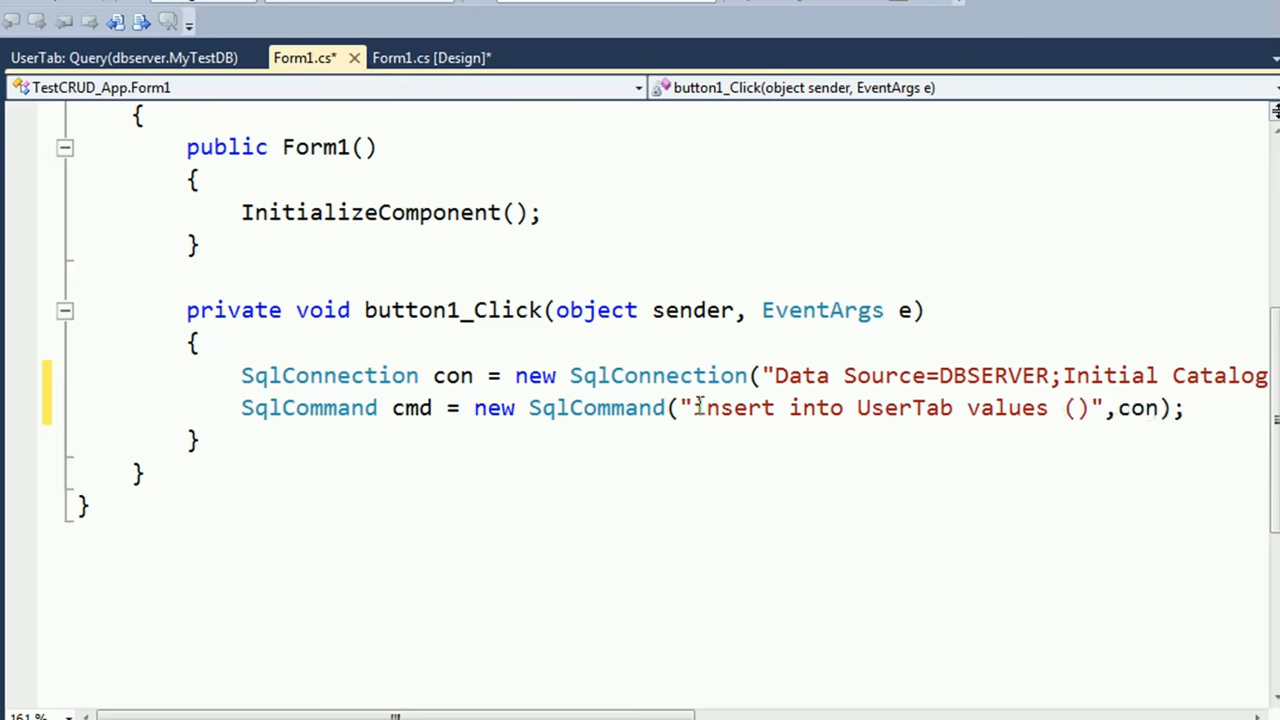 UserTab: Query(dbserver.MyTestDB) Form1.cs* Form1.cs [Design]*
TestCRUD_App.Form1 button1_Click(object sender, EventArgs e)
{
public Form1()
{
InitializeComponent();
}
private void button1_Click(object sender, EventArgs e)
{
SqlConnection con = new SqlConnection("Data Source=DBSERVER;Initial Catalog
SqlCommand cmd = new SqlCommand("Insert into UserTab values ()",con);
}
}
}
161 %